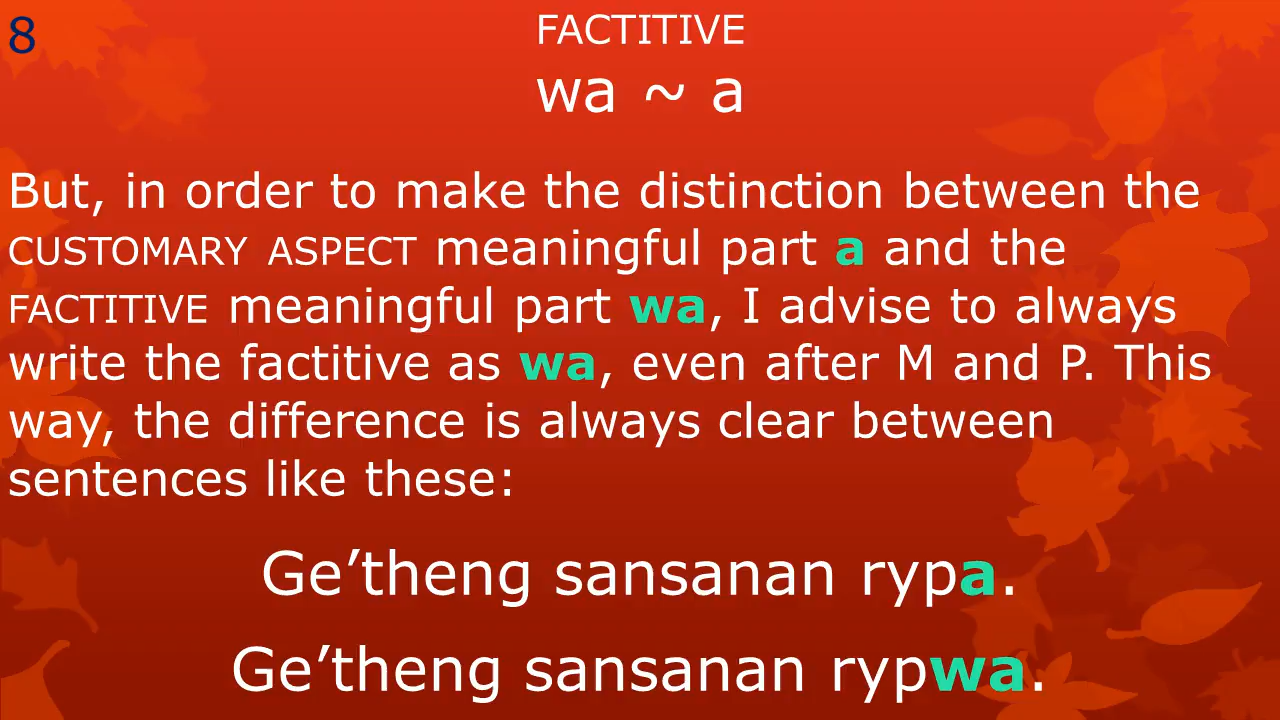 8
FACTITIVE
wa ~ a
But, in order to make the distinction between the
CUSTOMARY ASPECT meaningful part a and the
FACTITIVE meaningful part wa, I advise to always
write the factitive as wa, even after M and P. This
way, the difference is always clear between
sentences like these:
Ge’theng sansanan rypa.
Ge’theng sansanan rypwa.